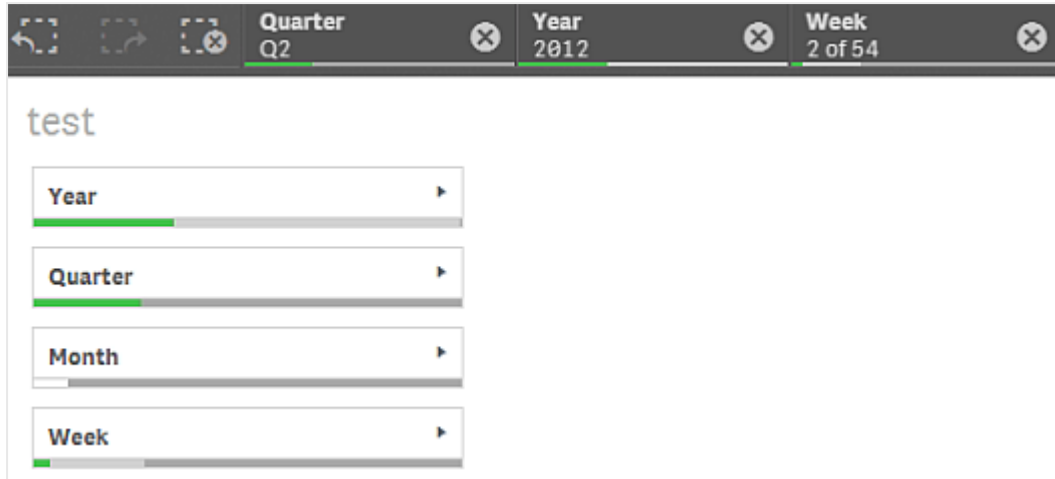 Quarter
Q2
Year
2012
Week
2 of 54
test
Year
Quarter
Month
Week